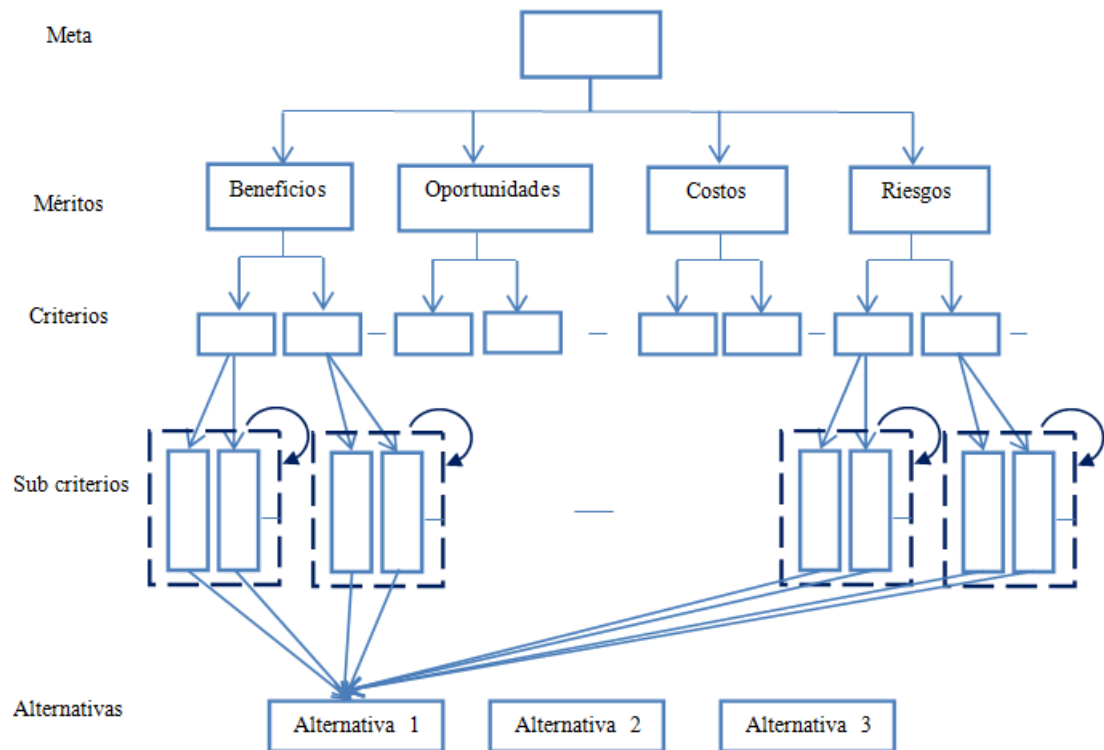 Meta
Méritos
Beneficios
Oportunidades
Costos
Riesgos
Criterios
Sub criterios
Alternativas
Alternativa 1
Alternativa 2
Alternativa 3